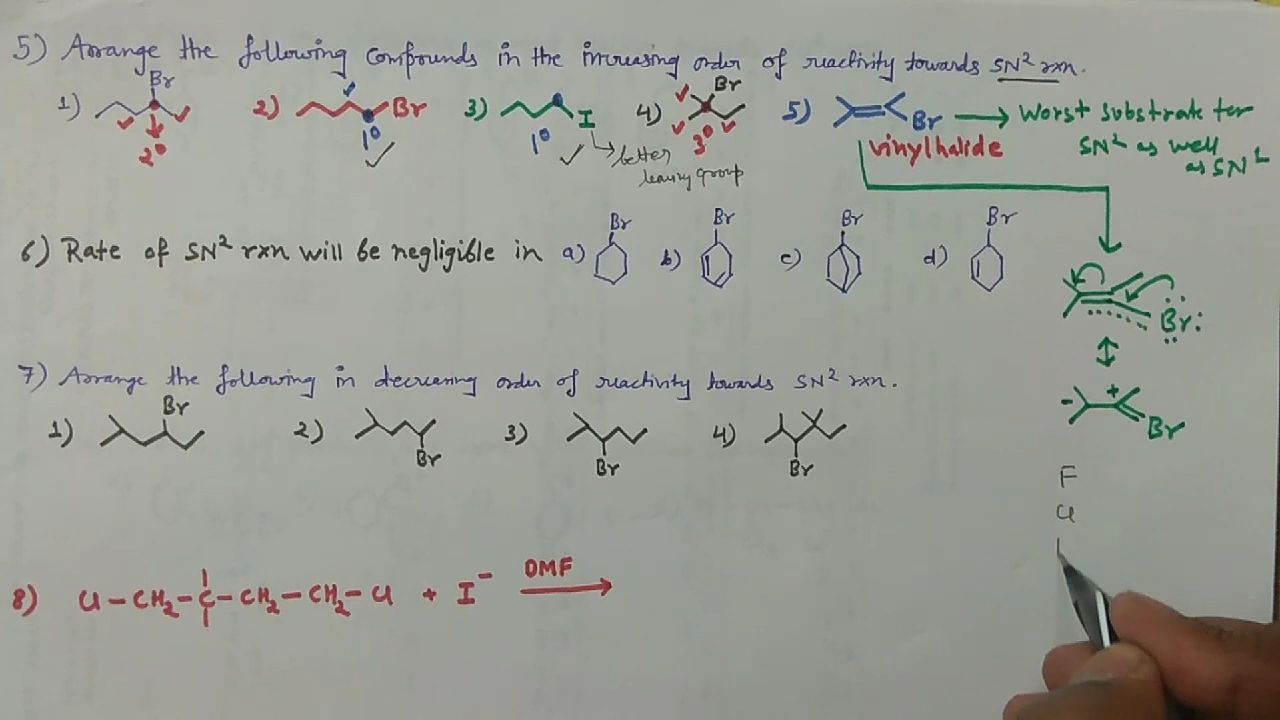 5) Arrange the following compounds in the increasing order of reactivity towards SN² rxn.
1) Br 2° 2) Br 1° 3) I 1° 4) Br 3° 5) Br → Worst substrate for
better leaving group vinylhalide SN² as well
as SN¹
6) Rate of SN² rxn will be negligible in a) Br b) Br c) Br d) Br
Br
- + Br
7) Arrange the following in decreasing order of reactivity towards SN² rxn.
1) Br 2) Br 3) Br 4) Br
F
Cl
8) Cl-CH₂-C-CH₂-CH₂-Cl + I⁻ DMF →